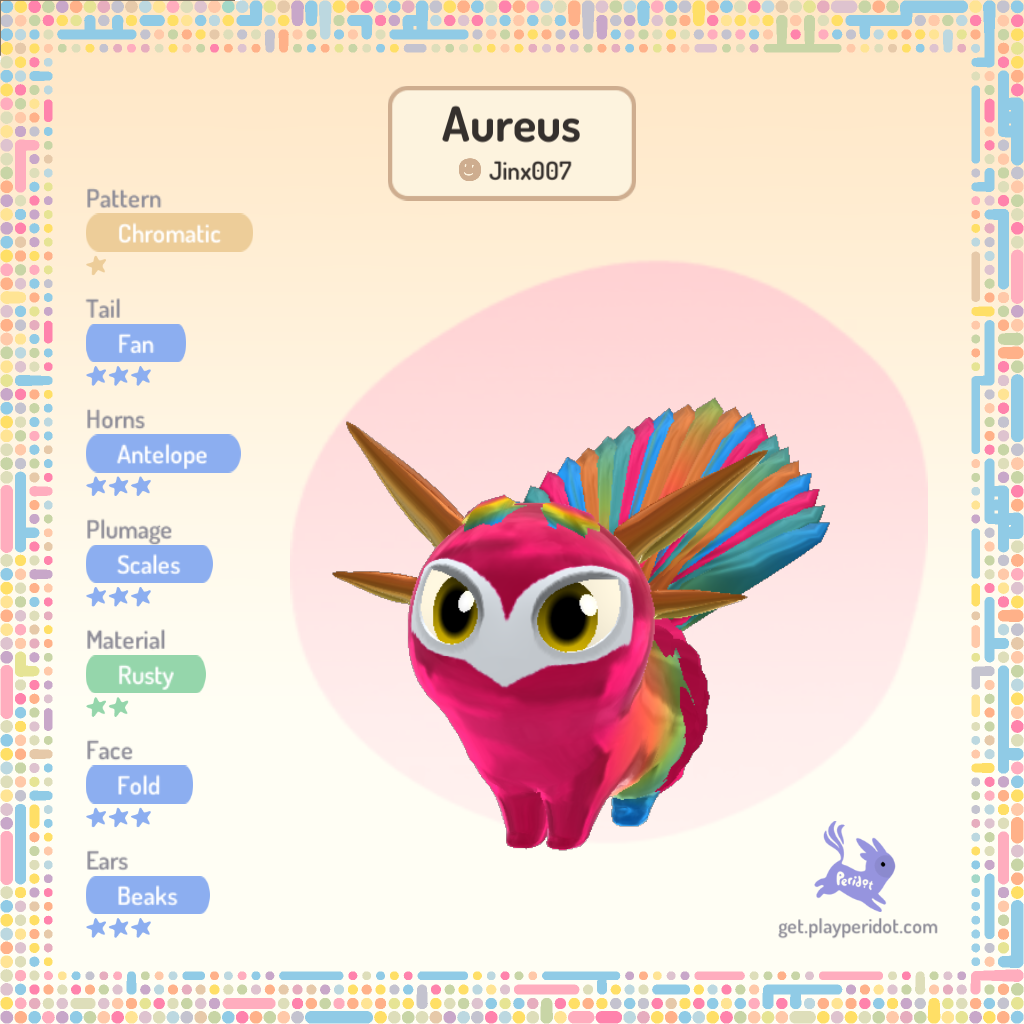 Aureus
Jinx007
Pattern
Chromatic
Tail
Fan
Horns
Antelope
Plumage
Scales
Material
Rusty
Face
Fold
Ears
Beaks
Peridot
get.playperidot.com